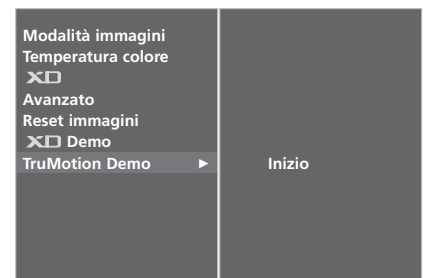 Modalità immagini
Temperatura colore
XD
Avanzato
Reset immagini
XD Demo
TruMotion Demo ► Inizio